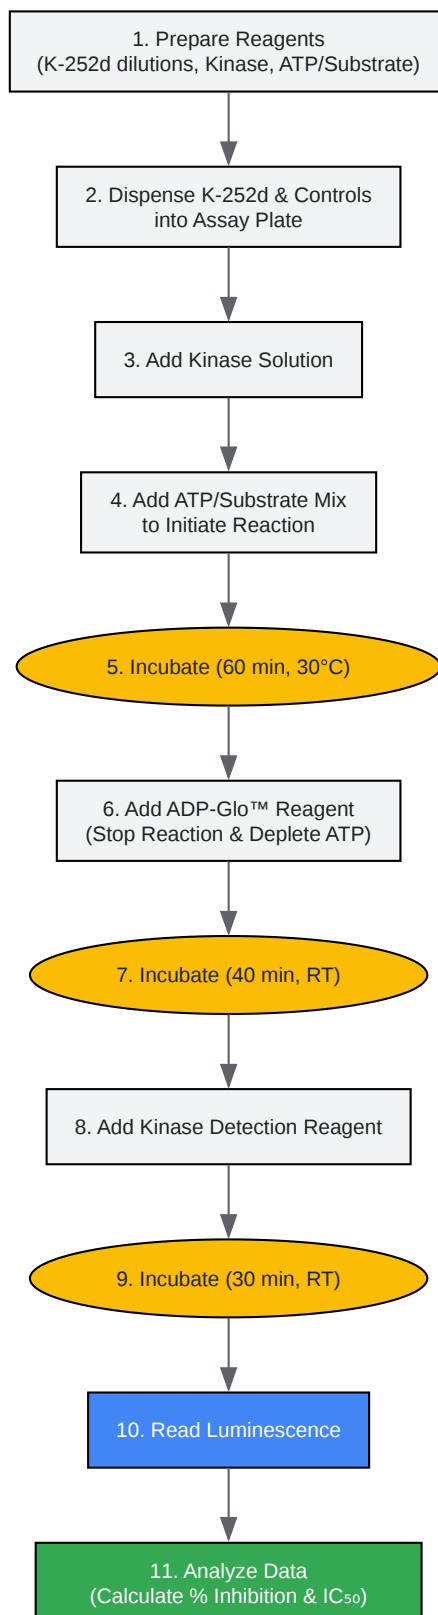 1. Prepare Reagents
(K-252d dilutions, Kinase, ATP/Substrate)
2. Dispense K-252d & Controls
into Assay Plate
3. Add Kinase Solution
4. Add ATP/Substrate Mix
to Initiate Reaction
5. Incubate (60 min, 30°C)
6. Add ADP-Glo™ Reagent
(Stop Reaction & Deplete ATP)
7. Incubate (40 min, RT)
8. Add Kinase Detection Reagent
9. Incubate (30 min, RT)
10. Read Luminescence
11. Analyze Data
(Calculate % Inhibition & IC₅₀)